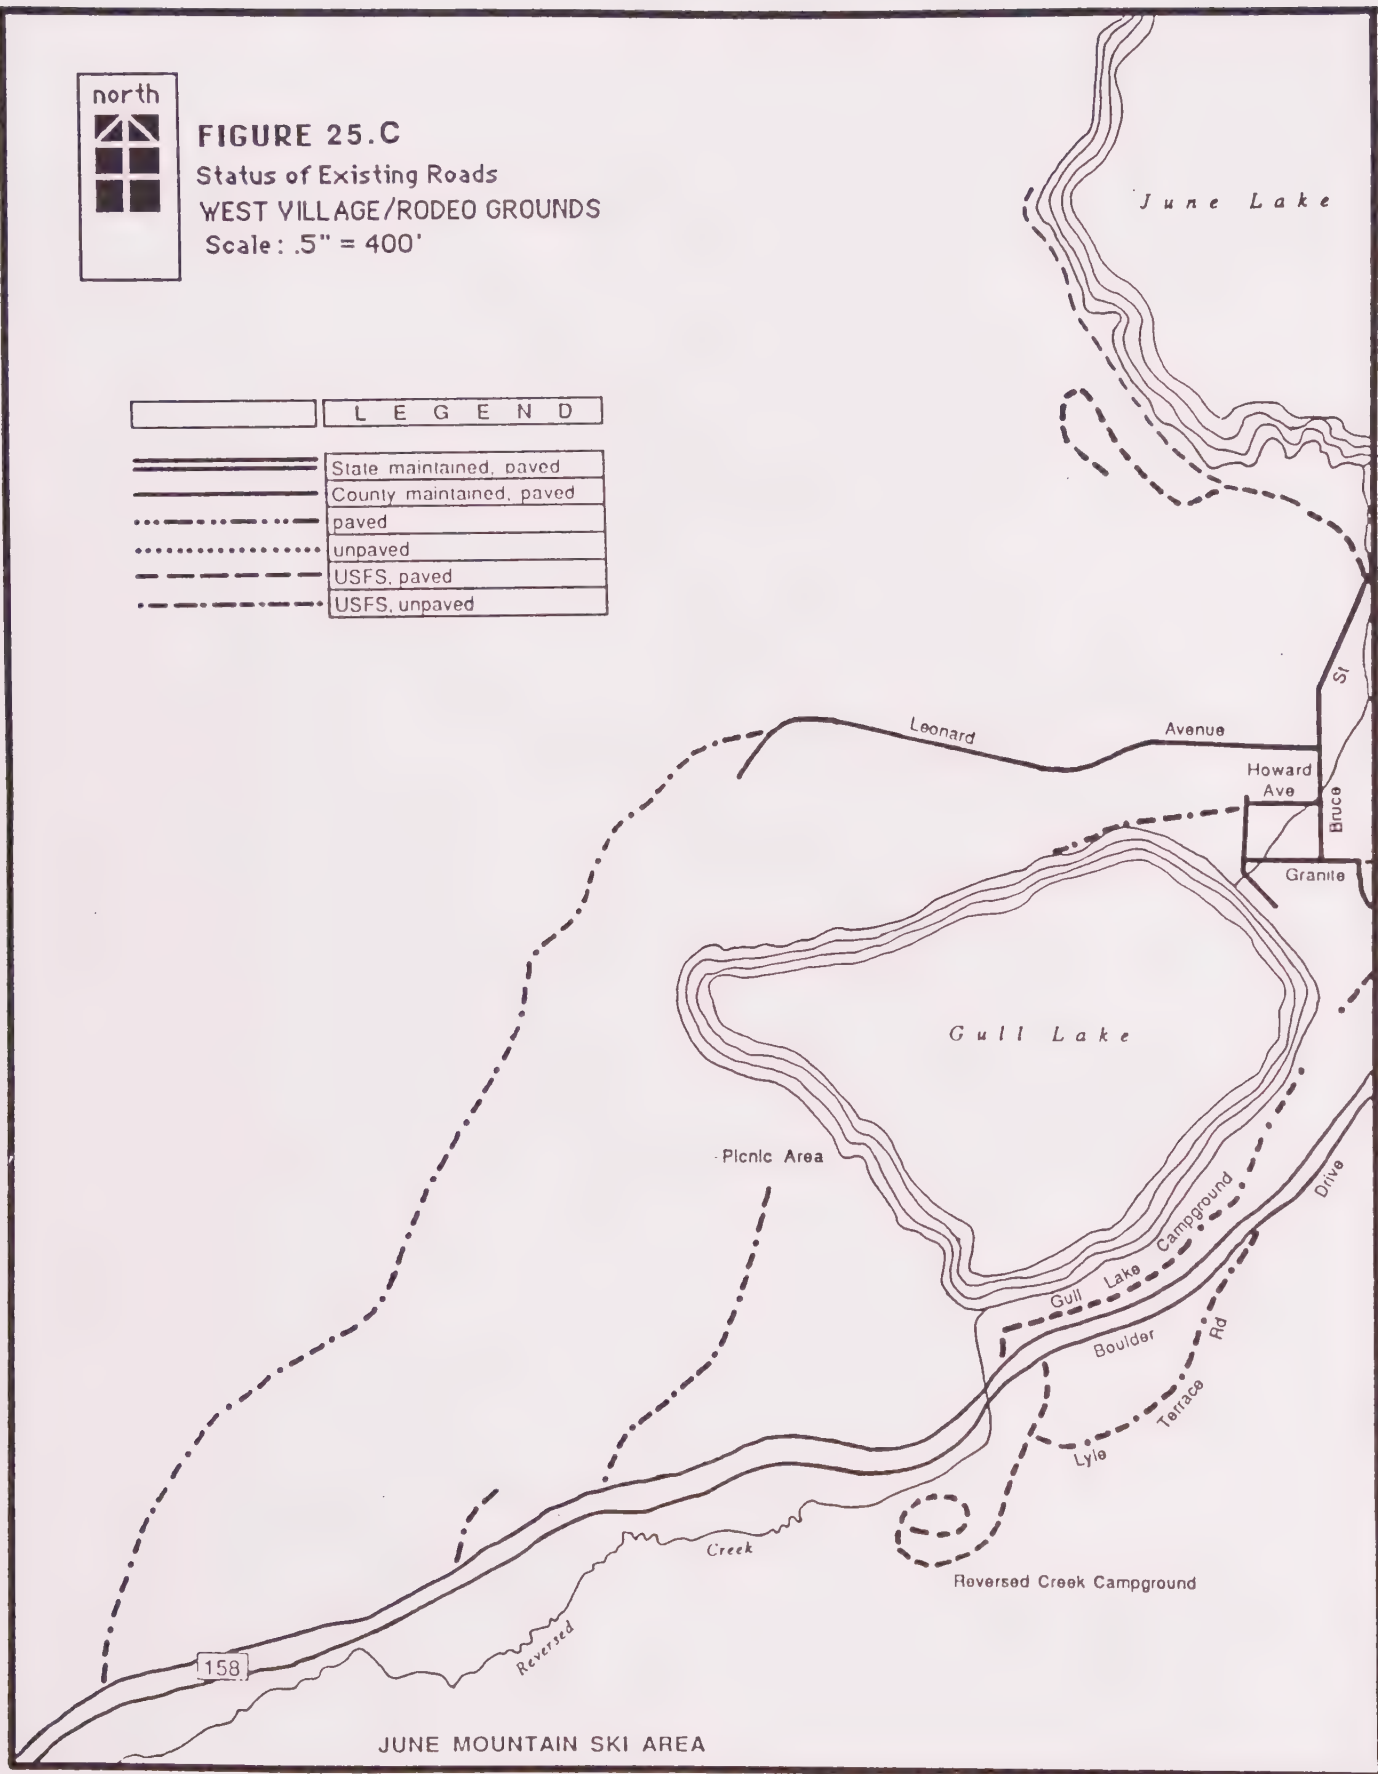 north
FIGURE 25.C
Status of Existing Roads
WEST VILLAGE/RODEO GROUNDS
Scale: .5" = 400'
June Lake
LEGEND
State maintained, paved
County maintained, paved
paved
unpaved
USFS, paved
USFS, unpaved
St
Leonard Avenue
Howard
Ave
Bruce
Granite
Gull Lake
Picnic Area
Drive
Gull Lake Campground
Boulder
Rd
Terrace
Lyle
Creek
Reversed Creek Campground
Reversed
158
JUNE MOUNTAIN SKI AREA